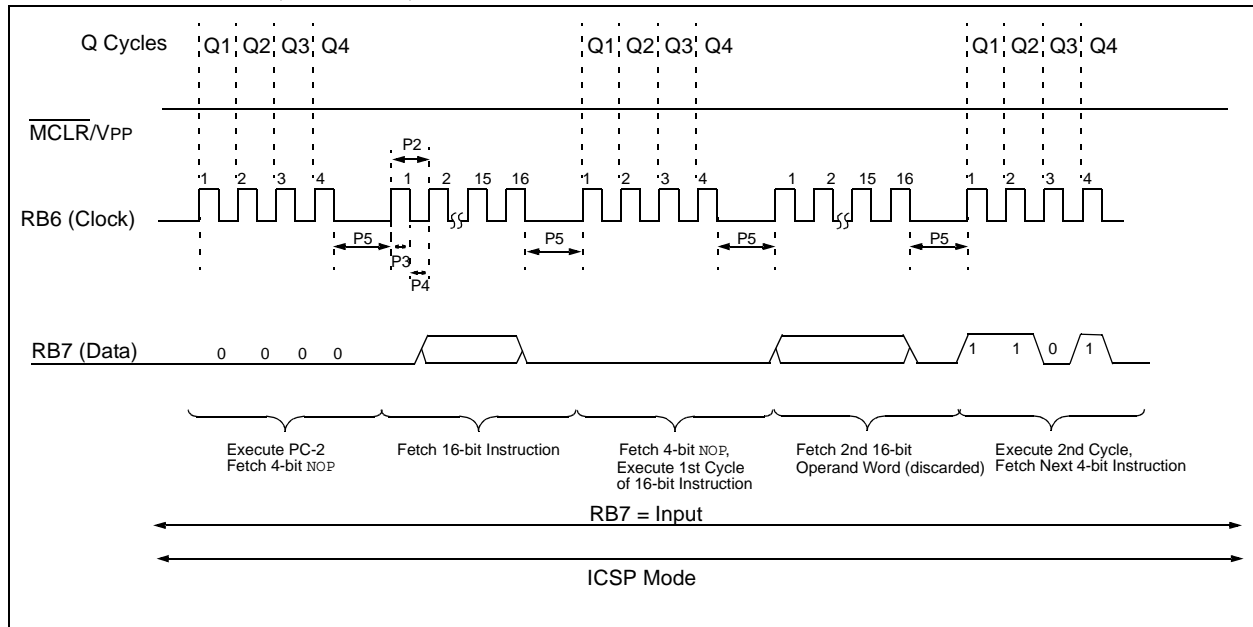 Q Cycles Q1 Q2 Q3 Q4 Q1 Q2 Q3 Q4 Q1 Q2 Q3 Q4
MCLR/VPP
P2
1 2 3 4 1 2 15 16 1 2 3 4 1 2 15 16 1 2 3 4
RB6 (Clock)
P5 P5 P5 P5
P3
P4
RB7 (Data) 0 0 0 0 1 1 0 1
Execute PC-2
Fetch 4-bit NOP
Fetch 16-bit Instruction
Fetch 4-bit NOP,
Execute 1st Cycle
of 16-bit Instruction
Fetch 2nd 16-bit
Operand Word (discarded)
Execute 2nd Cycle,
Fetch Next 4-bit Instruction
RB7 = Input
ICSP Mode